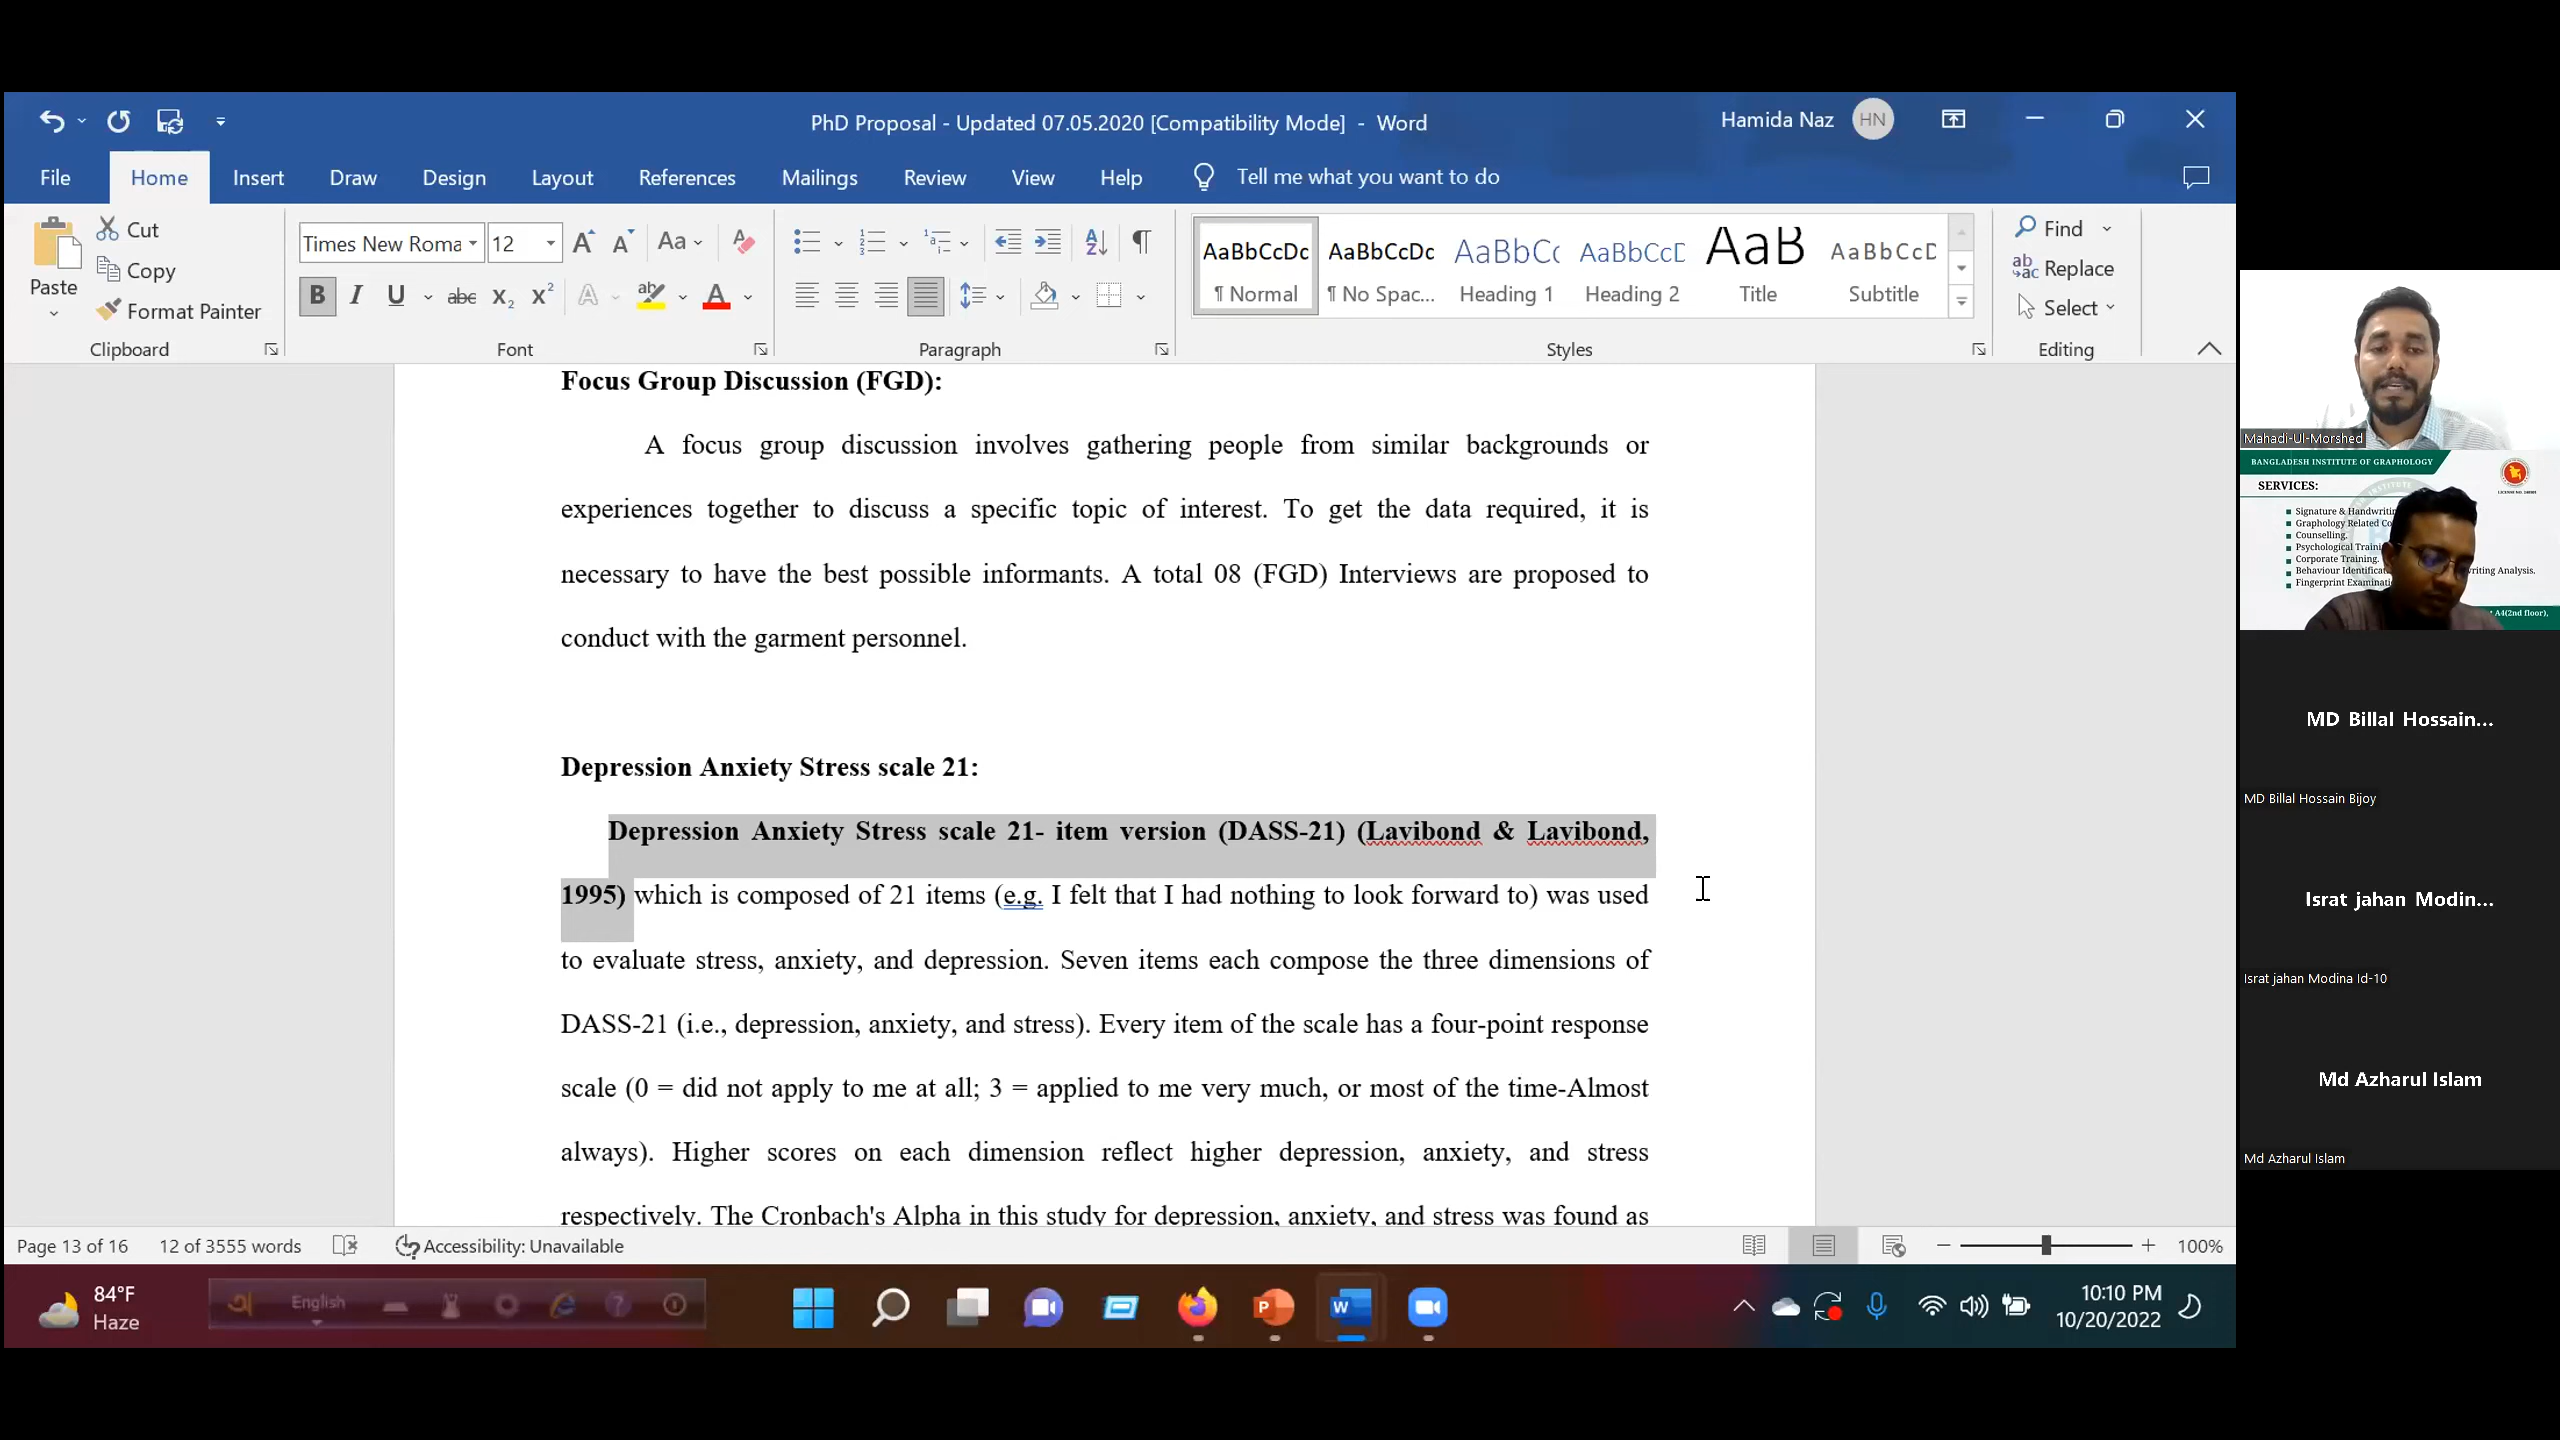 PhD Proposal - Updated 07.05.2020 [Compatibility Mode] - Word
Hamida Naz HN
File Home Insert Draw Design Layout References Mailings Review View Help Tell me what you want to do
Paste
Cut
Copy
Format Painter
Clipboard
Times New Roma 12
Font
Paragraph
AaBbCcDc AaBbCcDc AaBbCc AaBbCcD AaB AaBbCcD
¶ Normal ¶ No Spac... Heading 1 Heading 2 Title Subtitle
Styles
Find
Replace
Select
Editing
Focus Group Discussion (FGD):
A focus group discussion involves gathering people from similar backgrounds or
experiences together to discuss a specific topic of interest. To get the data required, it is
necessary to have the best possible informants. A total 08 (FGD) Interviews are proposed to
conduct with the garment personnel.
Depression Anxiety Stress scale 21:
Depression Anxiety Stress scale 21- item version (DASS-21) (Lavibond & Lavibond,
1995) which is composed of 21 items (e.g. I felt that I had nothing to look forward to) was used
to evaluate stress, anxiety, and depression. Seven items each compose the three dimensions of
DASS-21 (i.e., depression, anxiety, and stress). Every item of the scale has a four-point response
scale (0 = did not apply to me at all; 3 = applied to me very much, or most of the time-Almost
always). Higher scores on each dimension reflect higher depression, anxiety, and stress
respectively. The Cronbach's Alpha in this study for depression, anxiety, and stress was found as
Page 13 of 16 12 of 3555 words Accessibility: Unavailable 100%
84°F
Haze
English
10:10 PM
10/20/2022
Mahadi-Ul-Morshed
BANGLADESH INSTITUTE OF GRAPHOLOGY
SERVICES:
Signature &
Graphology Related
Counselling.
Psychological
Corporate Training.
Behaviour Analysis.
Fingerprint
A4(2nd floor),
MD Billal Hossain...
MD Billal Hossain Bijoy
Israt jahan Modin...
Israt jahan Modina Id-10
Md Azharul Islam
Md Azharul Islam